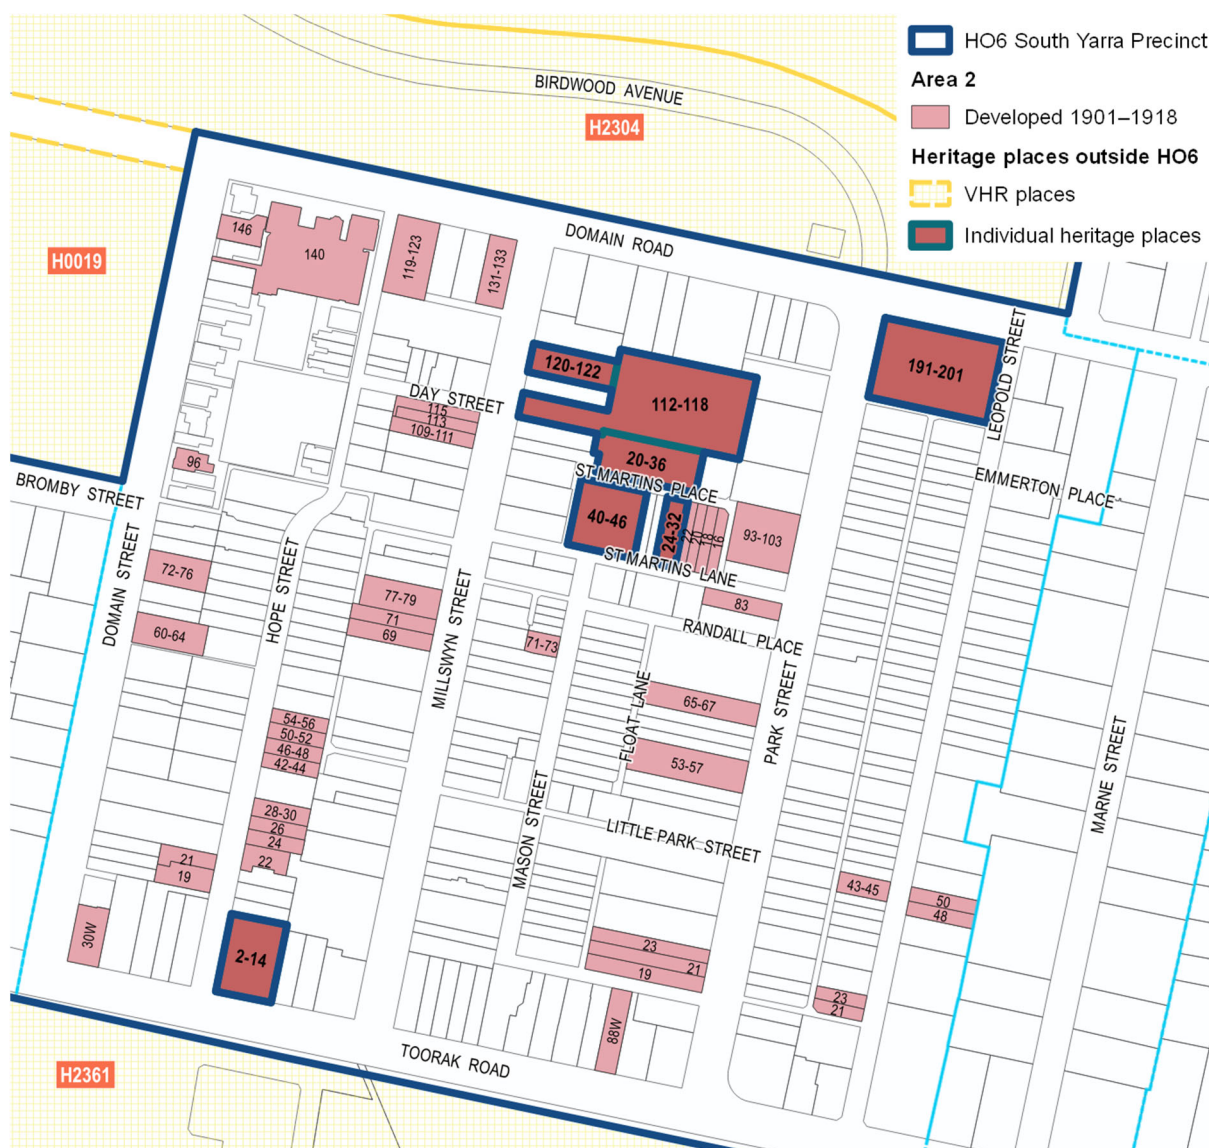 HO6 South Yarra Precinct
Area 2
Developed 1901–1918
Heritage places outside HO6
VHR places
Individual heritage places
BIRDWOOD AVENUE
H2304
DOMAIN ROAD
H0019
146
140
119-123
131-133
191-201
LEOPOLD STREET
120-122
112-118
DAY STREET
115
113
109-111
20-36
ST MARTINS PLACE
96
BROMBY STREET
EMMERTON PLACE
40-46
24-32
22
20
18
16
93-103
ST MARTINS LANE
DOMAIN STREET
72-76
HOPE STREET
77-79
71
69
MILLSWYN STREET
83
60-64
71-73
RANDALL PLACE
65-67
FLOAT LANE
PARK STREET
54-56
50-52
46-48
42-44
53-57
MARNE STREET
28-30
26
24
22
MASON STREET
LITTLE PARK STREET
21
19
43-45
50
48
30W
2-14
23
21
19
23
21
88W
TOORAK ROAD
H2361